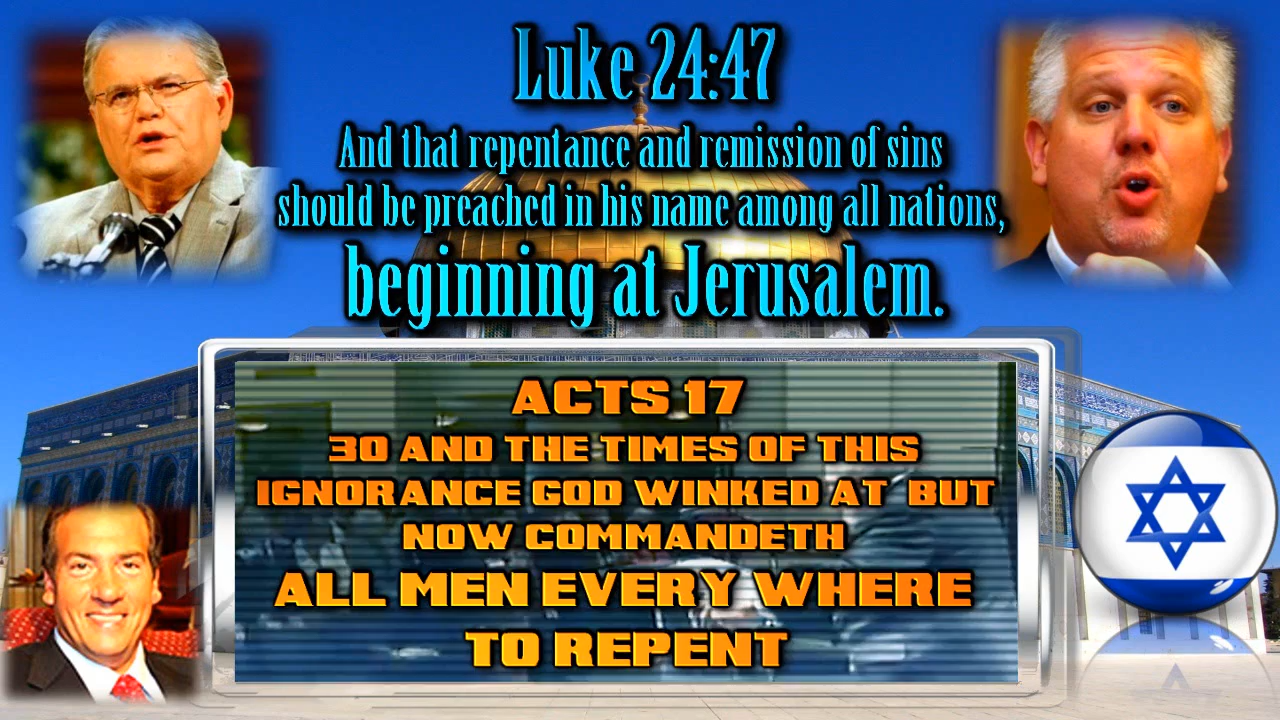 Luke 24:47
And that repentance and remission of sins
should be preached in his name among all nations,
beginning at Jerusalem.
ACTS 17
30 AND THE TIMES OF THIS
IGNORANCE GOD WINKED AT BUT
NOW COMMANDETH
ALL MEN EVERY WHERE
TO REPENT